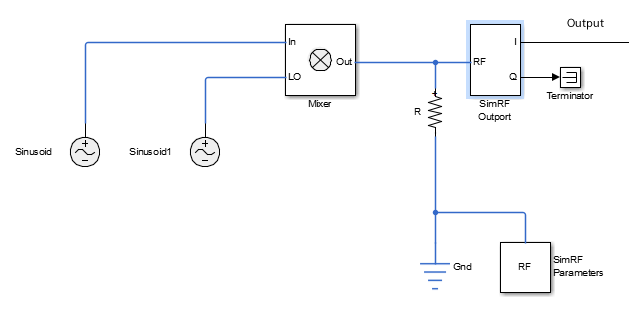 Output
In
LO
Out
Mixer
RF
I
Q
SimRF
Outport
Terminator
R
Sinusoid
Sinusoid1
Gnd
RF
SimRF
Parameters